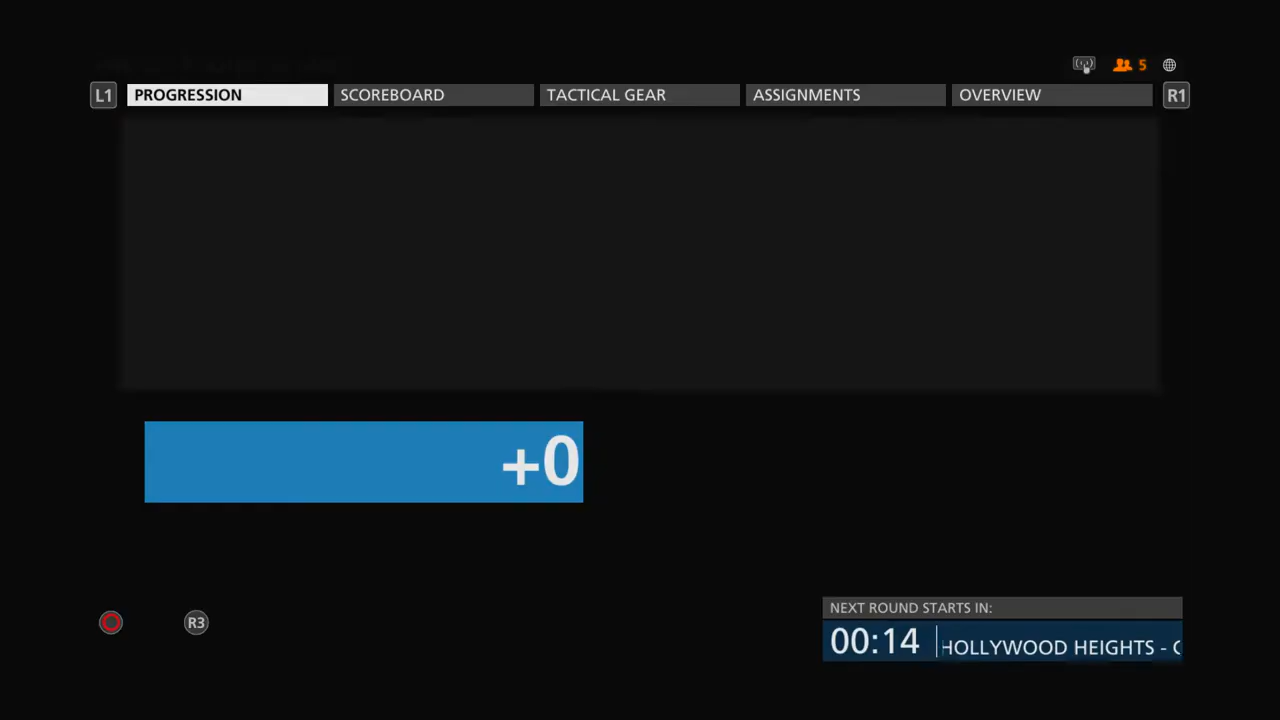 5
L1 PROGRESSION SCOREBOARD TACTICAL GEAR ASSIGNMENTS OVERVIEW R1
+0
R3
NEXT ROUND STARTS IN:
00:14 HOLLYWOOD HEIGHTS -